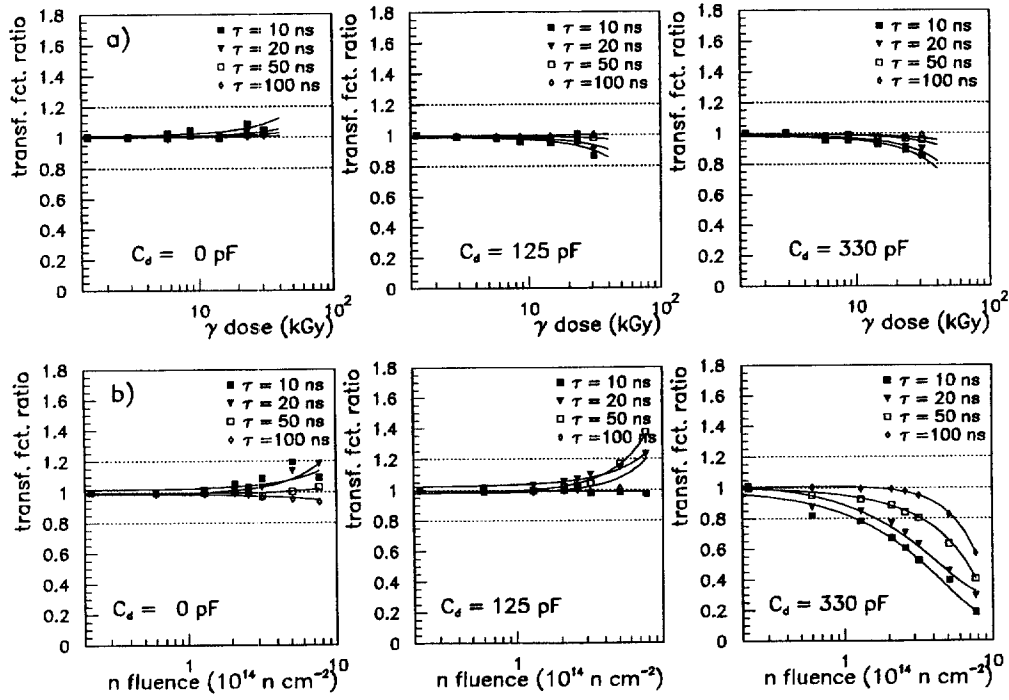 a)
transf. fct. ratio
1.8
1.6
1.4
1.2
1
0.8
0.6
0.4
0.2
0
τ = 10 ns
τ = 20 ns
τ = 50 ns
τ = 100 ns
C_d = 0 pF
10
10²
γ dose (kGy)
transf. fct. ratio
1.8
1.6
1.4
1.2
1
0.8
0.6
0.4
0.2
0
τ = 10 ns
τ = 20 ns
τ = 50 ns
τ = 100 ns
C_d = 125 pF
10
10²
γ dose (kGy)
transf. fct. ratio
1.8
1.6
1.4
1.2
1
0.8
0.6
0.4
0.2
0
τ = 10 ns
τ = 20 ns
τ = 50 ns
τ = 100 ns
C_d = 330 pF
10
10²
γ dose (kGy)
b)
transf. fct. ratio
1.8
1.6
1.4
1.2
1
0.8
0.6
0.4
0.2
0
τ = 10 ns
τ = 20 ns
τ = 50 ns
τ = 100 ns
C_d = 0 pF
1
10
n fluence (10¹⁴ n cm⁻²)
transf. fct. ratio
1.8
1.6
1.4
1.2
1
0.8
0.6
0.4
0.2
0
τ = 10 ns
τ = 20 ns
τ = 50 ns
τ = 100 ns
C_d = 125 pF
1
10
n fluence (10¹⁴ n cm⁻²)
transf. fct. ratio
1.8
1.6
1.4
1.2
1
0.8
0.6
0.4
0.2
0
τ = 10 ns
τ = 20 ns
τ = 50 ns
τ = 100 ns
C_d = 330 pF
1
10
n fluence (10¹⁴ n cm⁻²)